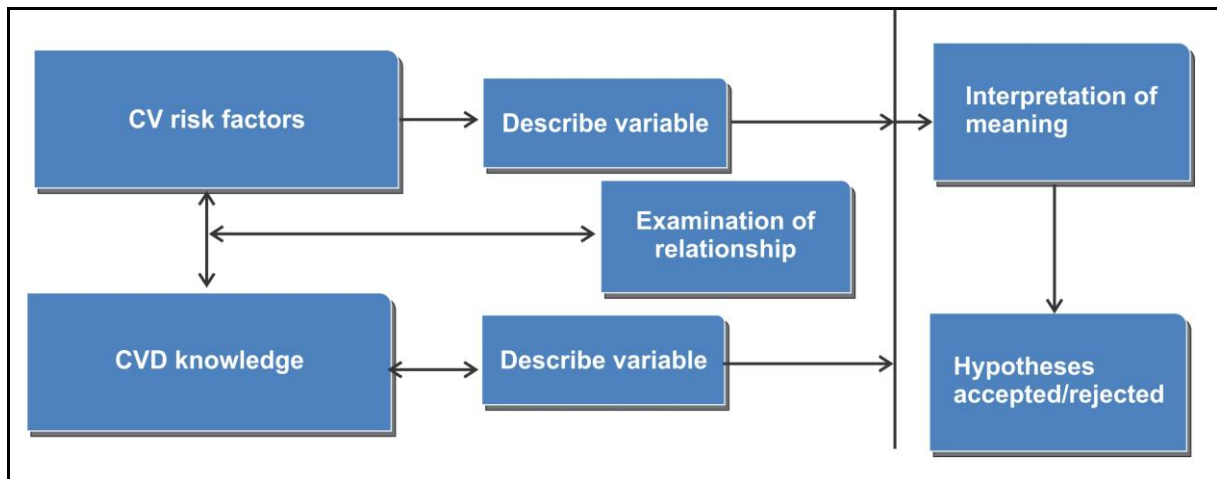 CV risk factors
Describe variable
Interpretation of
meaning
Examination of
relationship
CVD knowledge
Describe variable
Hypotheses
accepted/rejected